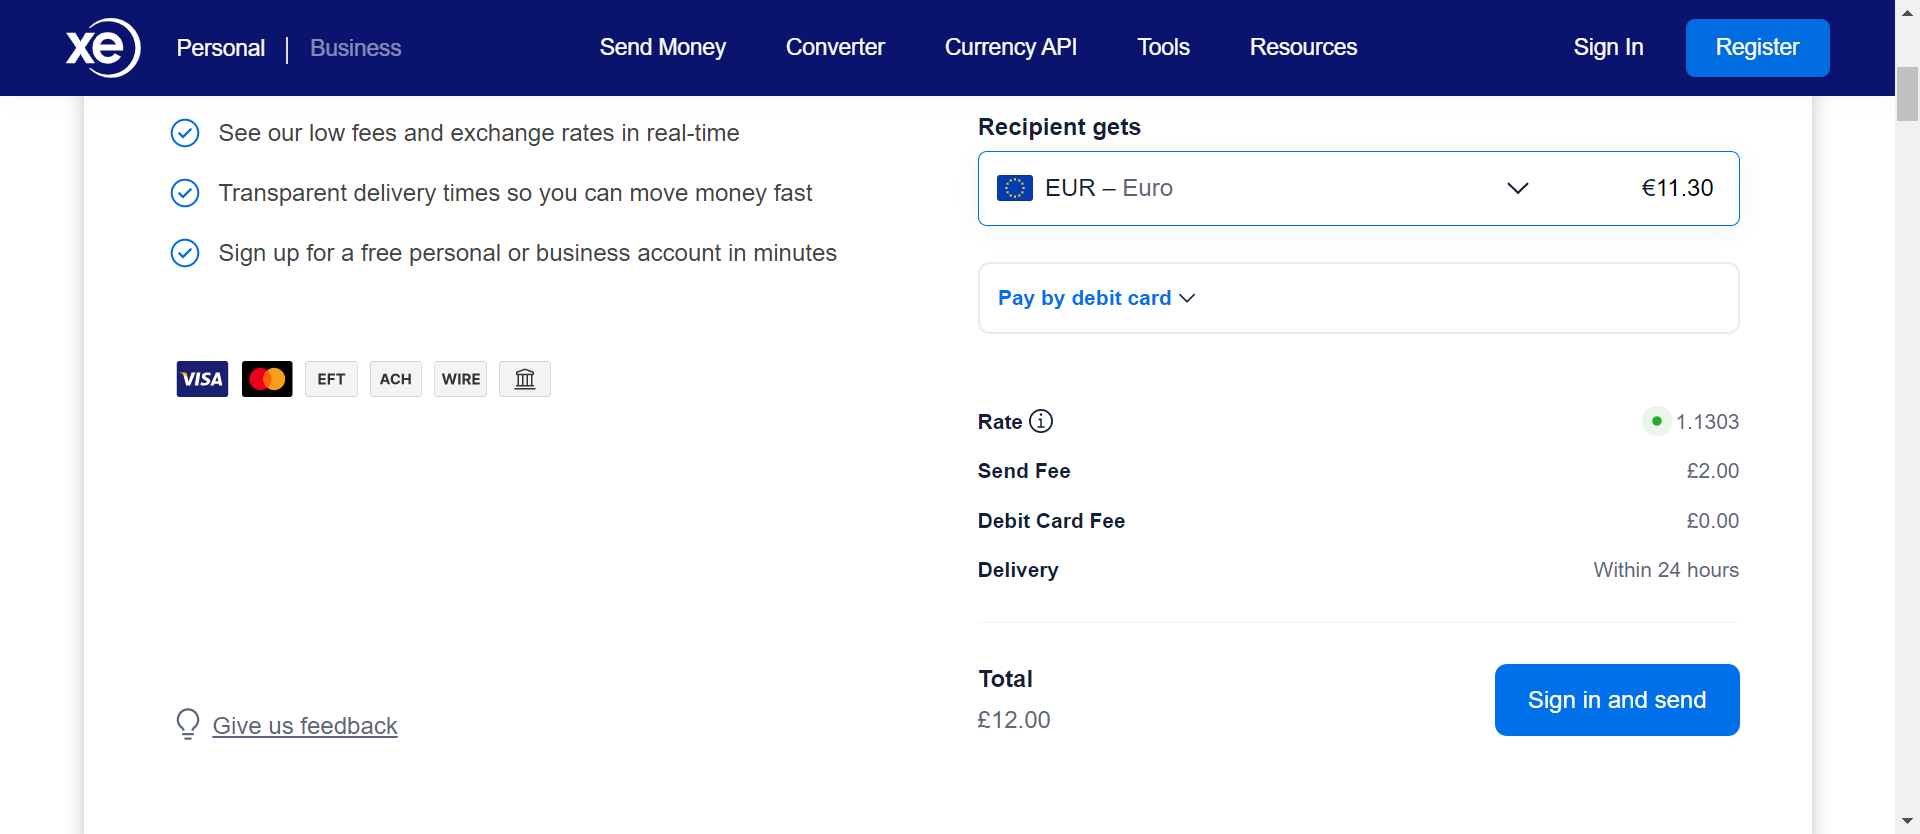 xe Personal | Business Send Money Converter Currency API Tools Resources Sign In Register
See our low fees and exchange rates in real-time
Transparent delivery times so you can move money fast
Sign up for a free personal or business account in minutes
VISA EFT ACH WIRE
Give us feedback
Recipient gets
EUR – Euro €11.30
Pay by debit card
Rate 1.1303
Send Fee £2.00
Debit Card Fee £0.00
Delivery Within 24 hours
Total
£12.00
Sign in and send